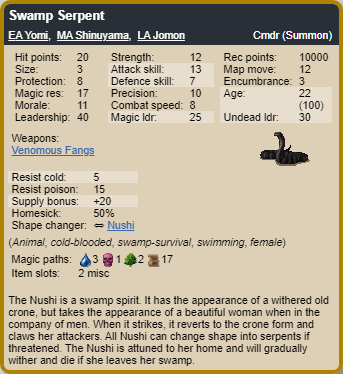 Swamp Serpent
EA Yomi, MA Shinuyama, LA Jomon Cmdr (Summon)
Hit points: 20 Strength: 12 Rec points: 10000
Size: 3 Attack skill: 13 Map move: 12
Protection: 8 Defence skill: 7 Encumbrance: 3
Magic res: 17 Precision: 10 Age: 22
Morale: 11 Combat speed: 8 (100)
Leadership: 40 Magic ldr: 25 Undead ldr: 30
Weapons:
Venomous Fangs
Resist cold: 5
Resist poison: 15
Supply bonus: +20
Homesick: 50%
Shape changer: ⇔ Nushi
(Animal, cold-blooded, swamp-survival, swimming, female)
Magic paths: 3 1 2 17
Item slots: 2 misc
The Nushi is a swamp spirit. It has the appearance of a withered old
crone, but takes the appearance of a beautiful woman when in the
company of men. When it strikes, it reverts to the crone form and
claws her attackers. All Nushi can change shape into serpents if
threatened. The Nushi is attuned to her home and will gradually
wither and die if she leaves her swamp.